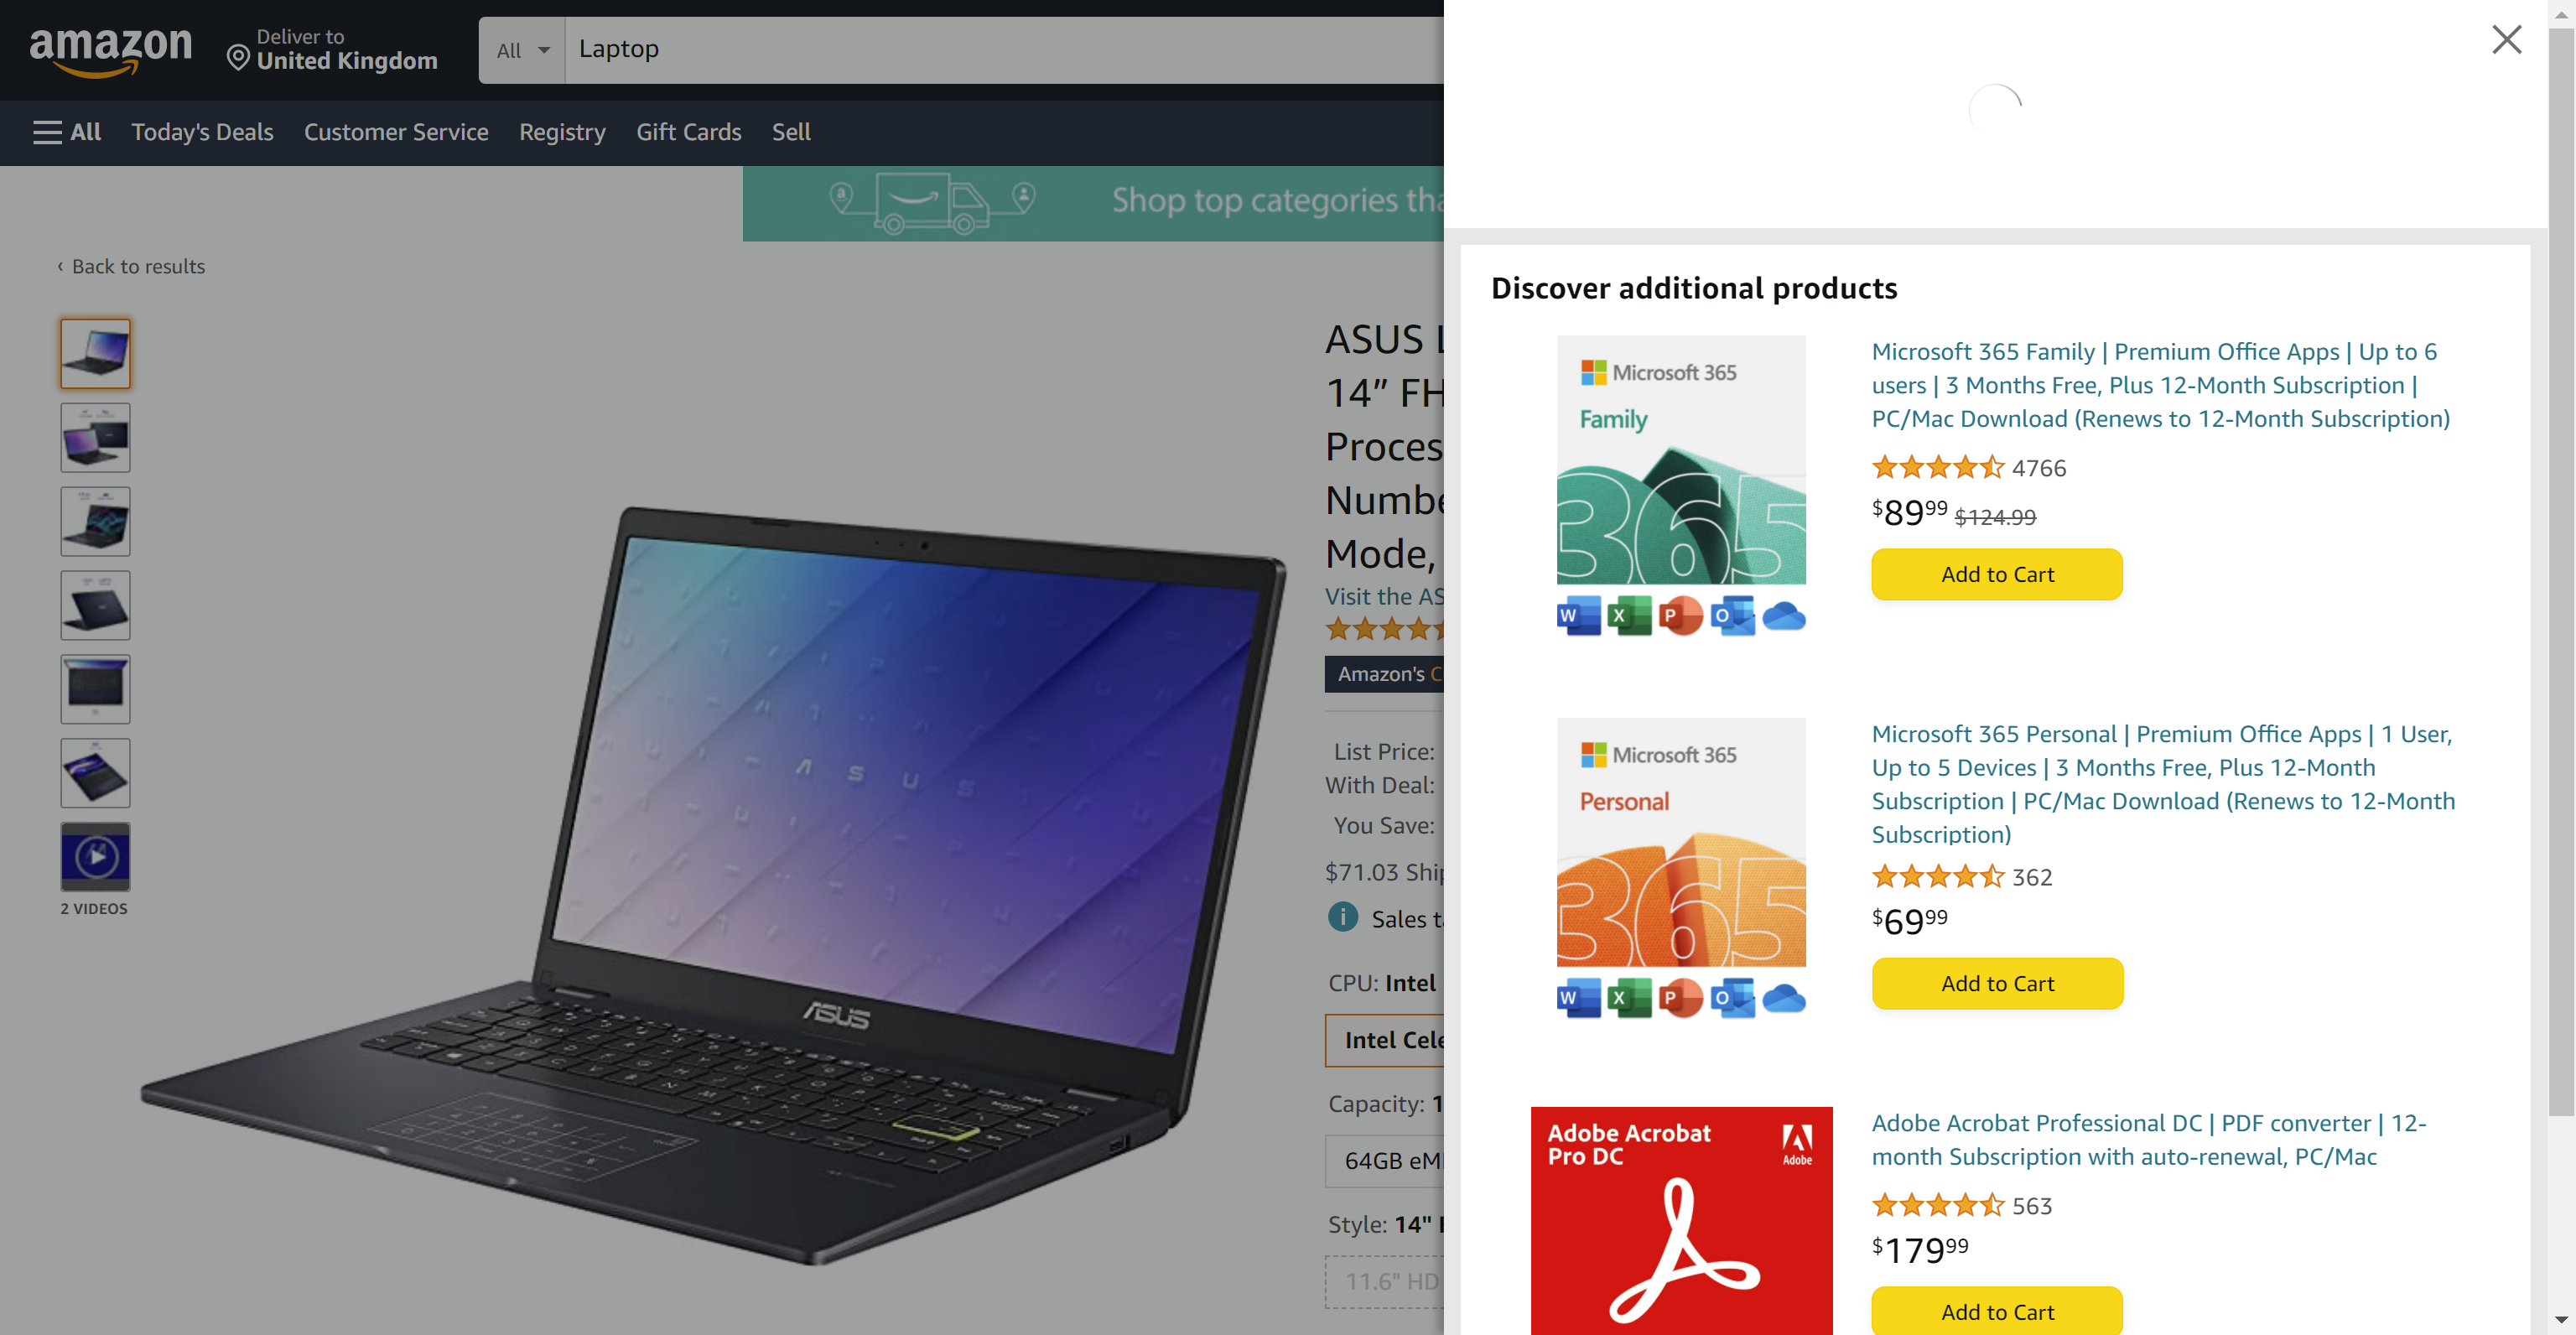 amazon
Deliver to
United Kingdom
All
Laptop
All
Today's Deals
Customer Service
Registry
Gift Cards
Sell
Shop top categories tha
‹ Back to results
2 VIDEOS
ASUS
ASUS
ASUS L
14” FH
Proces
Numbe
Mode,
Visit the AS
Amazon's C
List Price:
With Deal:
You Save:
$71.03 Ship
Sales ta
CPU: Intel
Intel Cele
Capacity: 1
64GB eM
Style: 14" F
11.6" HD
Discover additional products
Microsoft 365
Family
365
W X P O
Microsoft 365 Family | Premium Office Apps | Up to 6
users | 3 Months Free, Plus 12-Month Subscription |
PC/Mac Download (Renews to 12-Month Subscription)
4766
$89.99 $124.99
Add to Cart
Microsoft 365
Personal
365
W X P O
Microsoft 365 Personal | Premium Office Apps | 1 User,
Up to 5 Devices | 3 Months Free, Plus 12-Month
Subscription | PC/Mac Download (Renews to 12-Month
Subscription)
362
$69.99
Add to Cart
Adobe Acrobat
Pro DC
Adobe
Adobe Acrobat Professional DC | PDF converter | 12-
month Subscription with auto-renewal, PC/Mac
563
$179.99
Add to Cart